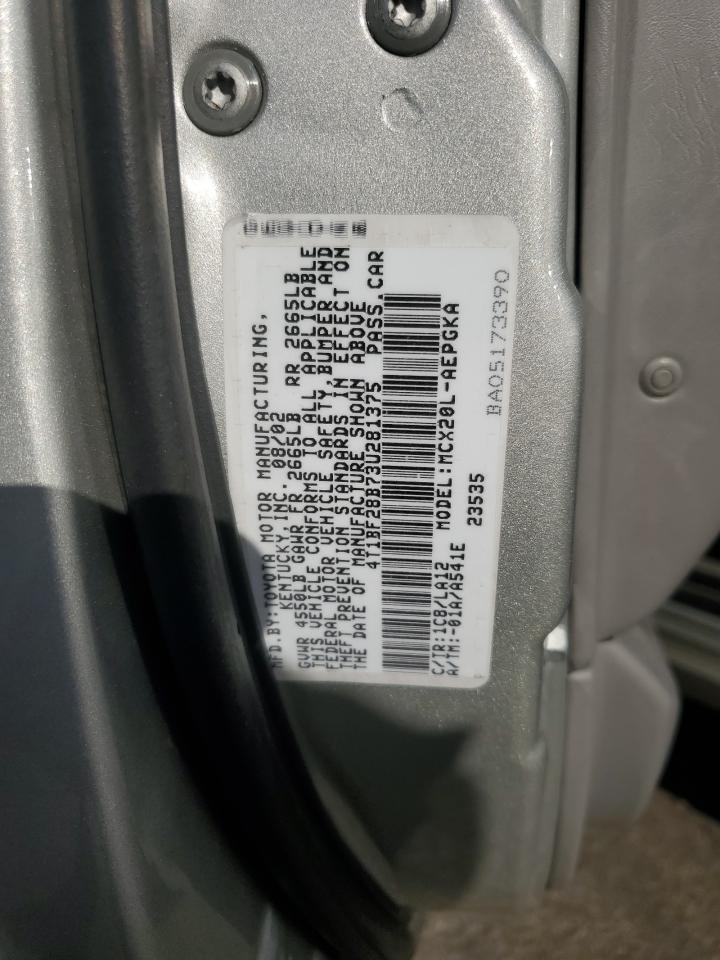 MFD.BY:TOYOTA MOTOR MANUFACTURING,
KENTUCKY,INC. 08/02
GVWR 4550LB GAWR FR 2665LB RR 2665LB
THIS VEHICLE CONFORMS TO ALL APPLICABLE
FEDERAL MOTOR VEHICLE SAFETY,BUMPER AND
THEFT PREVENTION STANDARDS IN EFFECT ON
THE DATE OF MANUFACTURE SHOWN ABOVE
4T1BF28B73U281375 PASS.CAR
C/TR:1C8/LA12 MODEL:MCX20L-AEPGKA
A/TM:-01A/A541E 23535
BA05173390